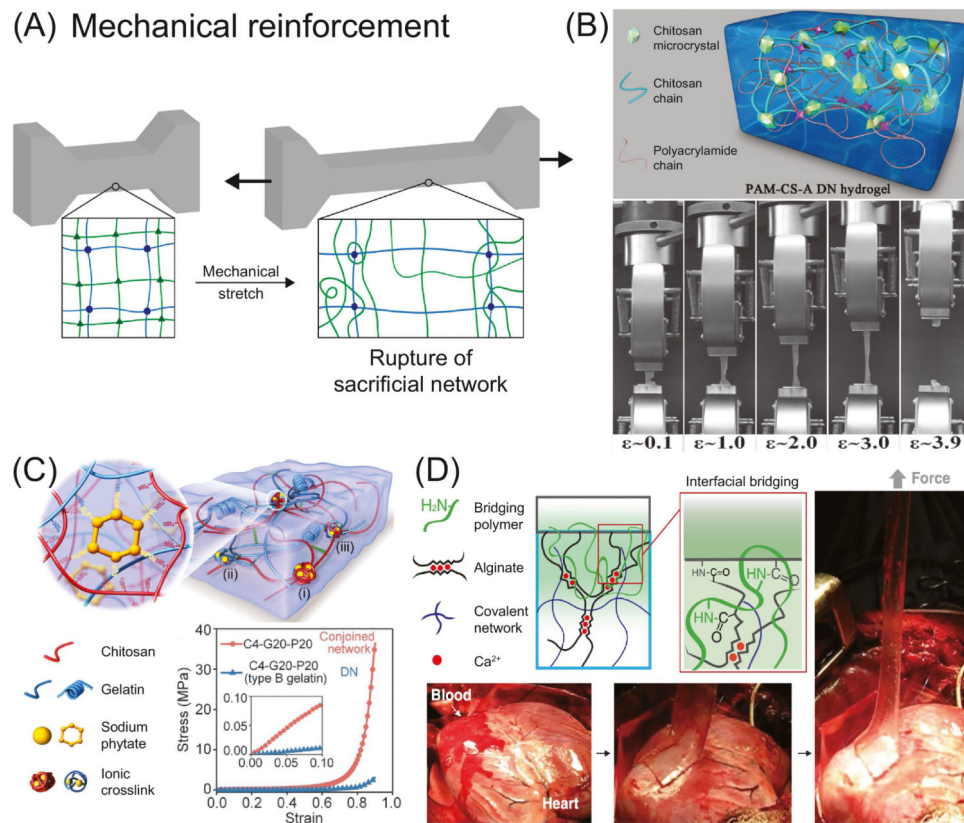 (A) Mechanical reinforcement
Mechanical
stretch
Rupture of
sacrificial network
(B)
Chitosan
microcrystal
Chitosan
chain
Polyacrylamide
chain
PAM-CS-A DN hydrogel
ε~0.1 ε~1.0 ε~2.0 ε~3.0 ε~3.9
(C)
(i)
(ii)
(iii)
Chitosan
Gelatin
Sodium
phytate
Ionic
crosslink
C4-G20-P20
Conjoined
network
C4-G20-P20
(type B gelatin)
DN
Stress (MPa)
40
30
20
10
0
0.10
0.05
0.00
0.00 0.05 0.10
0.0 0.2 0.4 0.6 0.8 1.0
Strain
(D)
H₂N
Bridging
polymer
Alginate
Covalent
network
Ca²⁺
Interfacial bridging
HN-C=O
HN-C
O
HN
C
O
Force
Blood
Heart